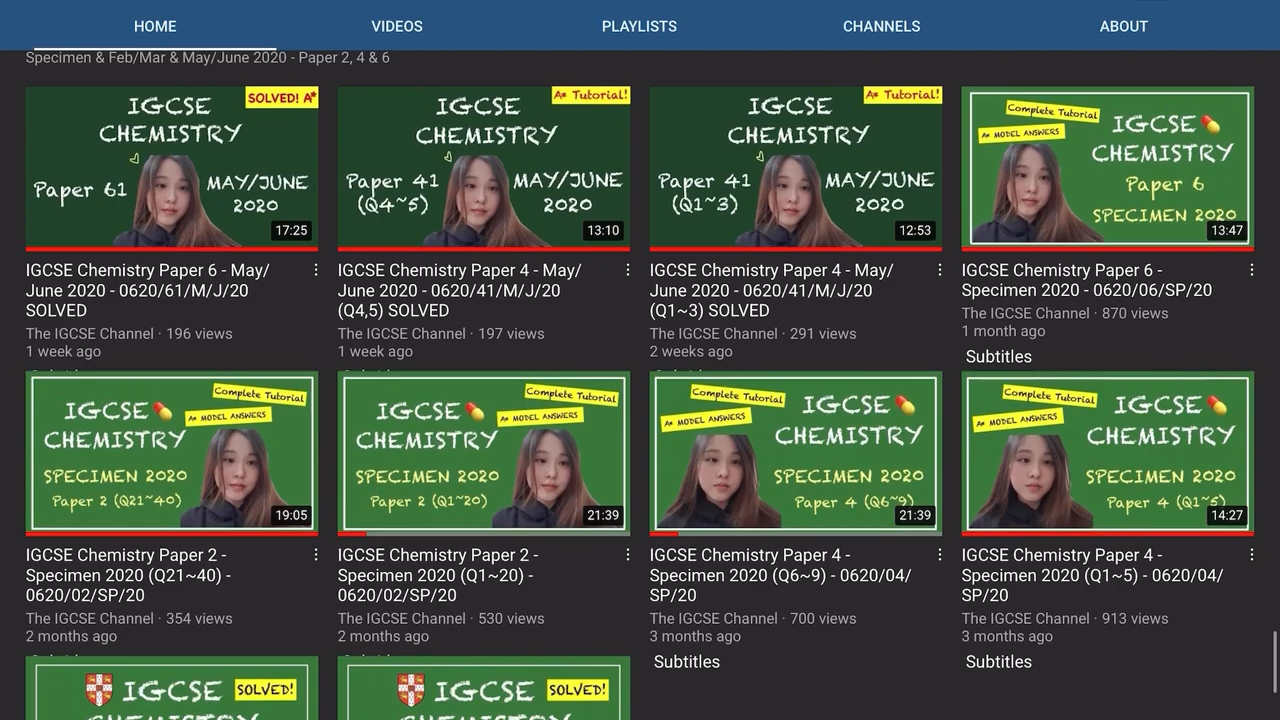 HOME
VIDEOS
PLAYLISTS
CHANNELS
ABOUT
Specimen & Feb/Mar & May/June 2020 - Paper 2, 4 & 6
SOLVED! A*
IGCSE
CHEMISTRY
Paper 61
MAY/JUNE
2020
17:25
A* Tutorial!
IGCSE
CHEMISTRY
Paper 41
(Q4~5)
MAY/JUNE
2020
13:10
A* Tutorial!
IGCSE
CHEMISTRY
Paper 41
(Q1~3)
MAY/JUNE
2020
12:53
Complete Tutorial
A* MODEL ANSWERS
IGCSE
CHEMISTRY
Paper 6
SPECIMEN 2020
13:47
IGCSE Chemistry Paper 6 - May/
June 2020 - 0620/61/M/J/20
SOLVED
The IGCSE Channel · 196 views
1 week ago
IGCSE Chemistry Paper 4 - May/
June 2020 - 0620/41/M/J/20
(Q4,5) SOLVED
The IGCSE Channel · 197 views
1 week ago
IGCSE Chemistry Paper 4 - May/
June 2020 - 0620/41/M/J/20
(Q1~3) SOLVED
The IGCSE Channel · 291 views
2 weeks ago
IGCSE Chemistry Paper 6 -
Specimen 2020 - 0620/06/SP/20
The IGCSE Channel · 870 views
1 month ago
Subtitles
Complete Tutorial
A* MODEL ANSWERS
IGCSE
CHEMISTRY
SPECIMEN 2020
Paper 2 (Q21~40)
19:05
Complete Tutorial
A* MODEL ANSWERS
IGCSE
CHEMISTRY
SPECIMEN 2020
Paper 2 (Q1~20)
21:39
Complete Tutorial
A* MODEL ANSWERS
IGCSE
CHEMISTRY
SPECIMEN 2020
Paper 4 (Q6~9)
21:39
Complete Tutorial
A* MODEL ANSWERS
IGCSE
CHEMISTRY
SPECIMEN 2020
Paper 4 (Q1~5)
14:27
IGCSE Chemistry Paper 2 -
Specimen 2020 (Q21~40) -
0620/02/SP/20
The IGCSE Channel · 354 views
2 months ago
IGCSE Chemistry Paper 2 -
Specimen 2020 (Q1~20) -
0620/02/SP/20
The IGCSE Channel · 530 views
2 months ago
IGCSE Chemistry Paper 4 -
Specimen 2020 (Q6~9) - 0620/04/
SP/20
The IGCSE Channel · 700 views
3 months ago
Subtitles
IGCSE Chemistry Paper 4 -
Specimen 2020 (Q1~5) - 0620/04/
SP/20
The IGCSE Channel · 913 views
3 months ago
Subtitles
IGCSE
SOLVED!
IGCSE
SOLVED!